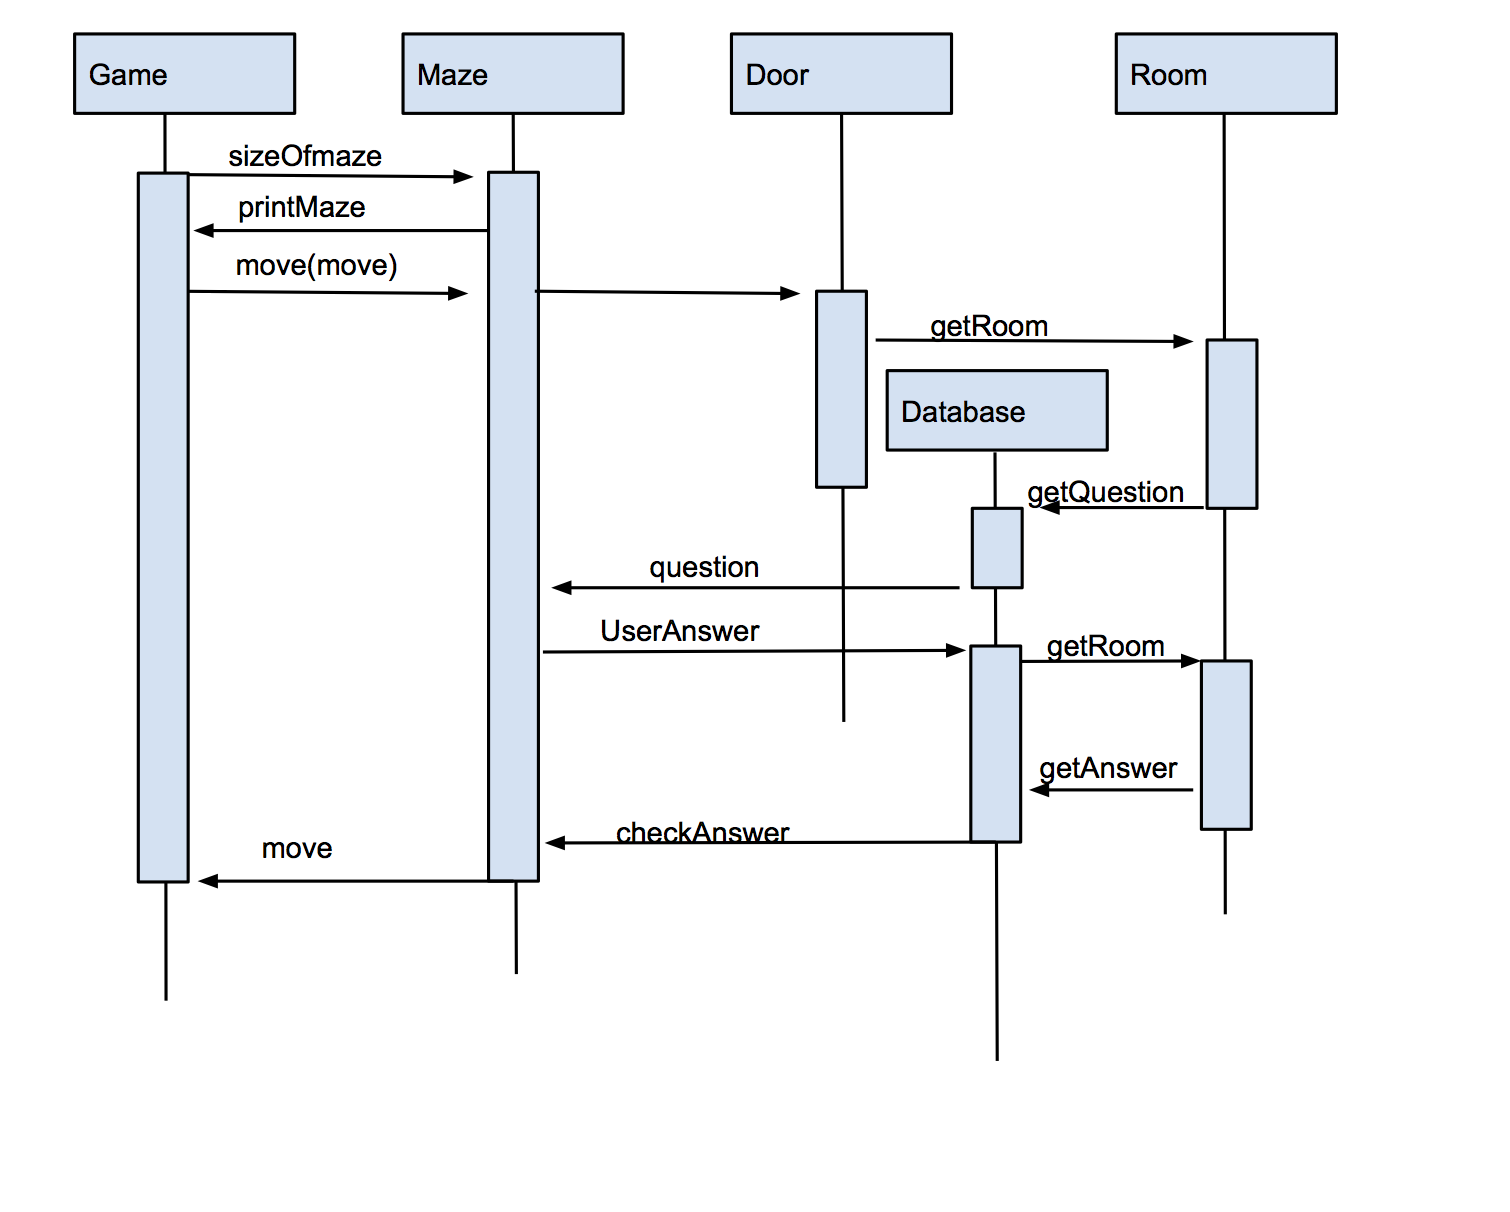 Game
Maze
Door
Room
sizeOfmaze
printMaze
move(move)
getRoom
Database
getQuestion
question
UserAnswer
getRoom
getAnswer
checkAnswer
move